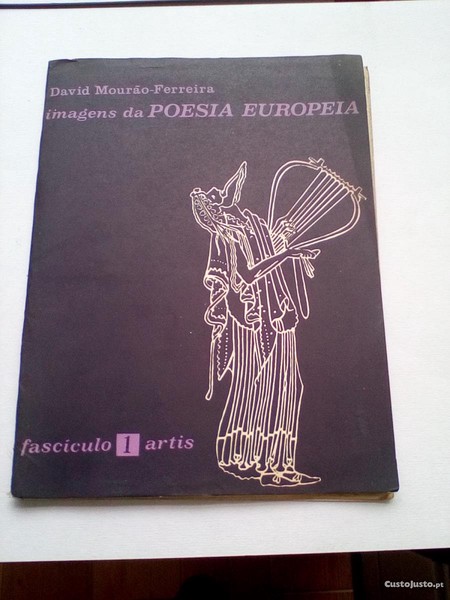 David Mourão-Ferreira
imagens da POESIA EUROPEIA
fascículo 1 artis
CustoJusto.pt